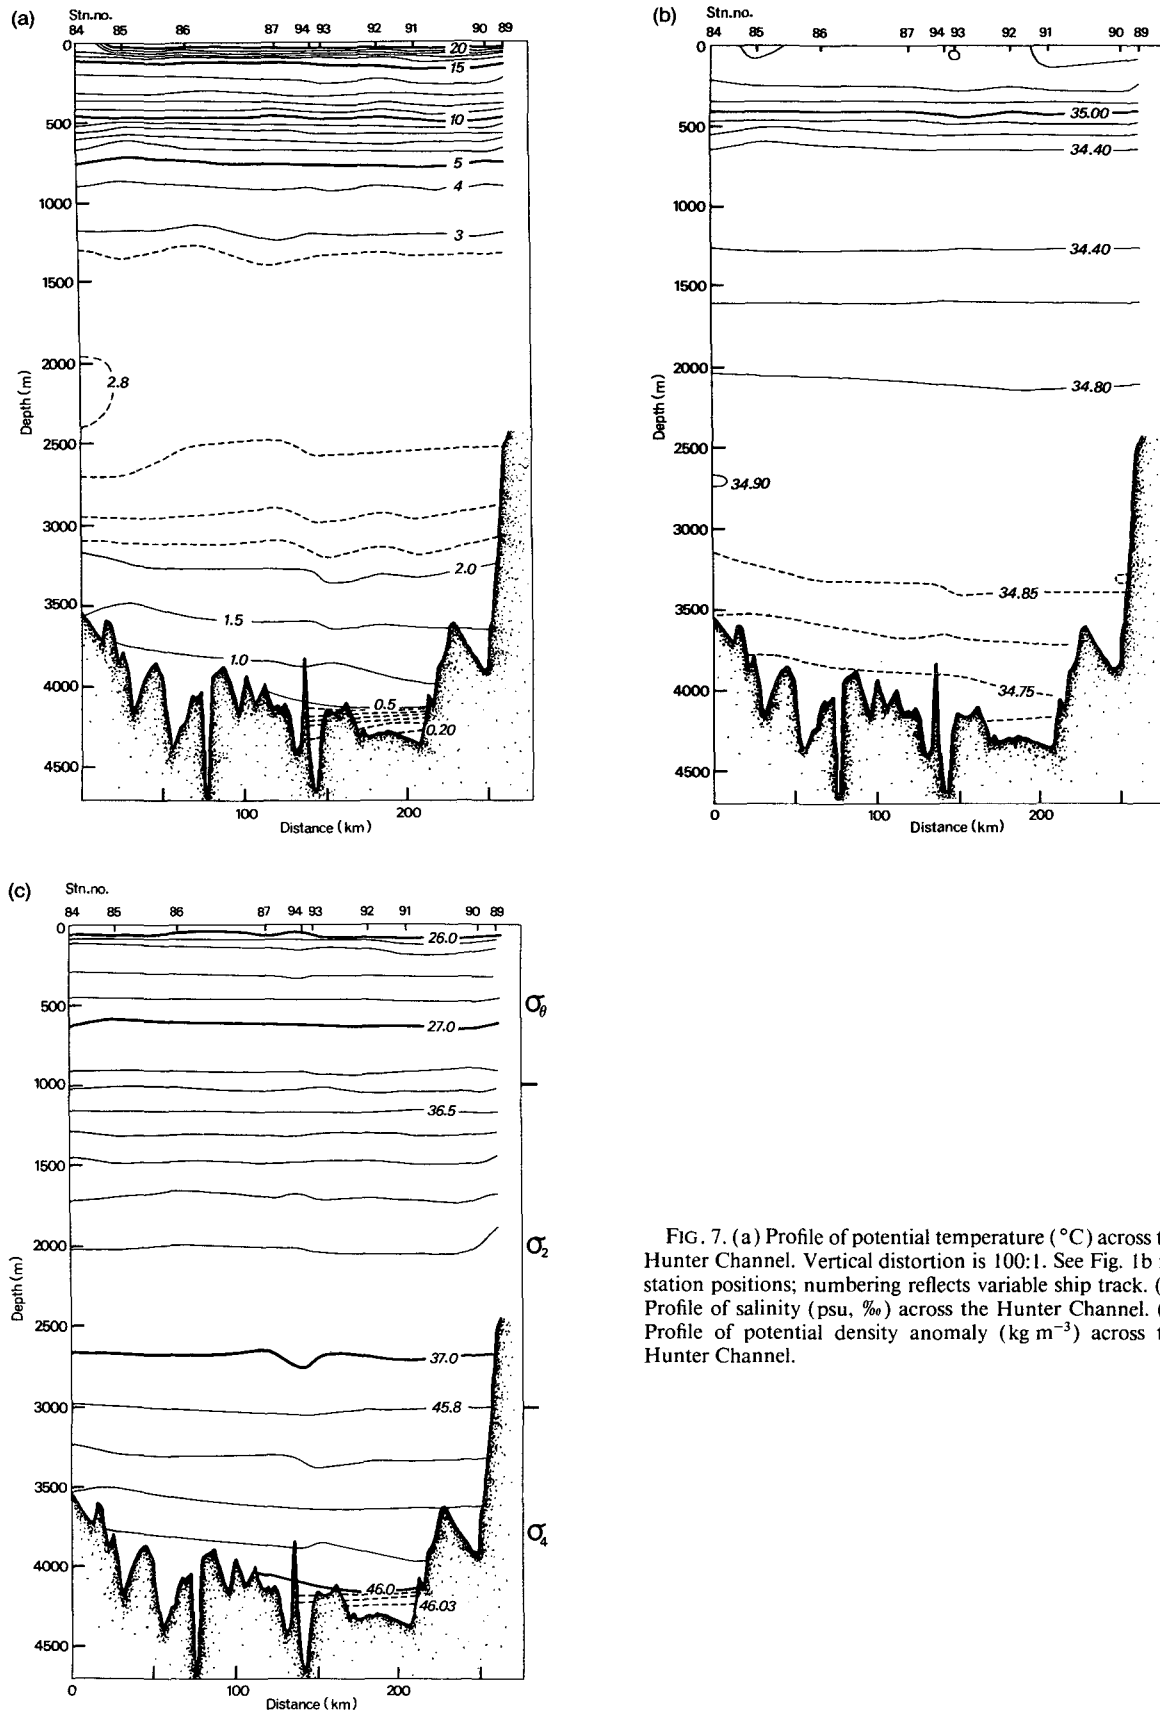 (a)
Stn.no.
84 85 86 87 94 93 92 91 90 89
0
500
1000
1500
2000
2500
3000
3500
4000
4500
Depth (m)
20
15
10
5
4
3
2.8
2.0
1.5
1.0
0.5
0.20
0 100 200
Distance (km)
(b)
Stn.no.
84 85 86 87 94 93 92 91 90 89
0
500
1000
1500
2000
2500
3000
3500
4000
4500
Depth (m)
35.00
34.40
34.40
34.80
34.90
34.85
34.75
0 100 200
Distance (km)
(c)
Stn.no.
84 85 86 87 94 93 92 91 90 89
0
500
1000
1500
2000
2500
3000
3500
4000
4500
Depth (m)
26.0
27.0
36.5
37.0
45.8
46.0
46.03
σθ
σ2
σ4
0 100 200
Distance (km)
FIG. 7. (a) Profile of potential temperature (°C) across
Hunter Channel. Vertical distortion is 100:1. See Fig. 1b
station positions; numbering reflects variable ship track.
Profile of salinity (psu, ‰) across the Hunter Channel.
Profile of potential density anomaly (kg m⁻³) across
Hunter Channel.